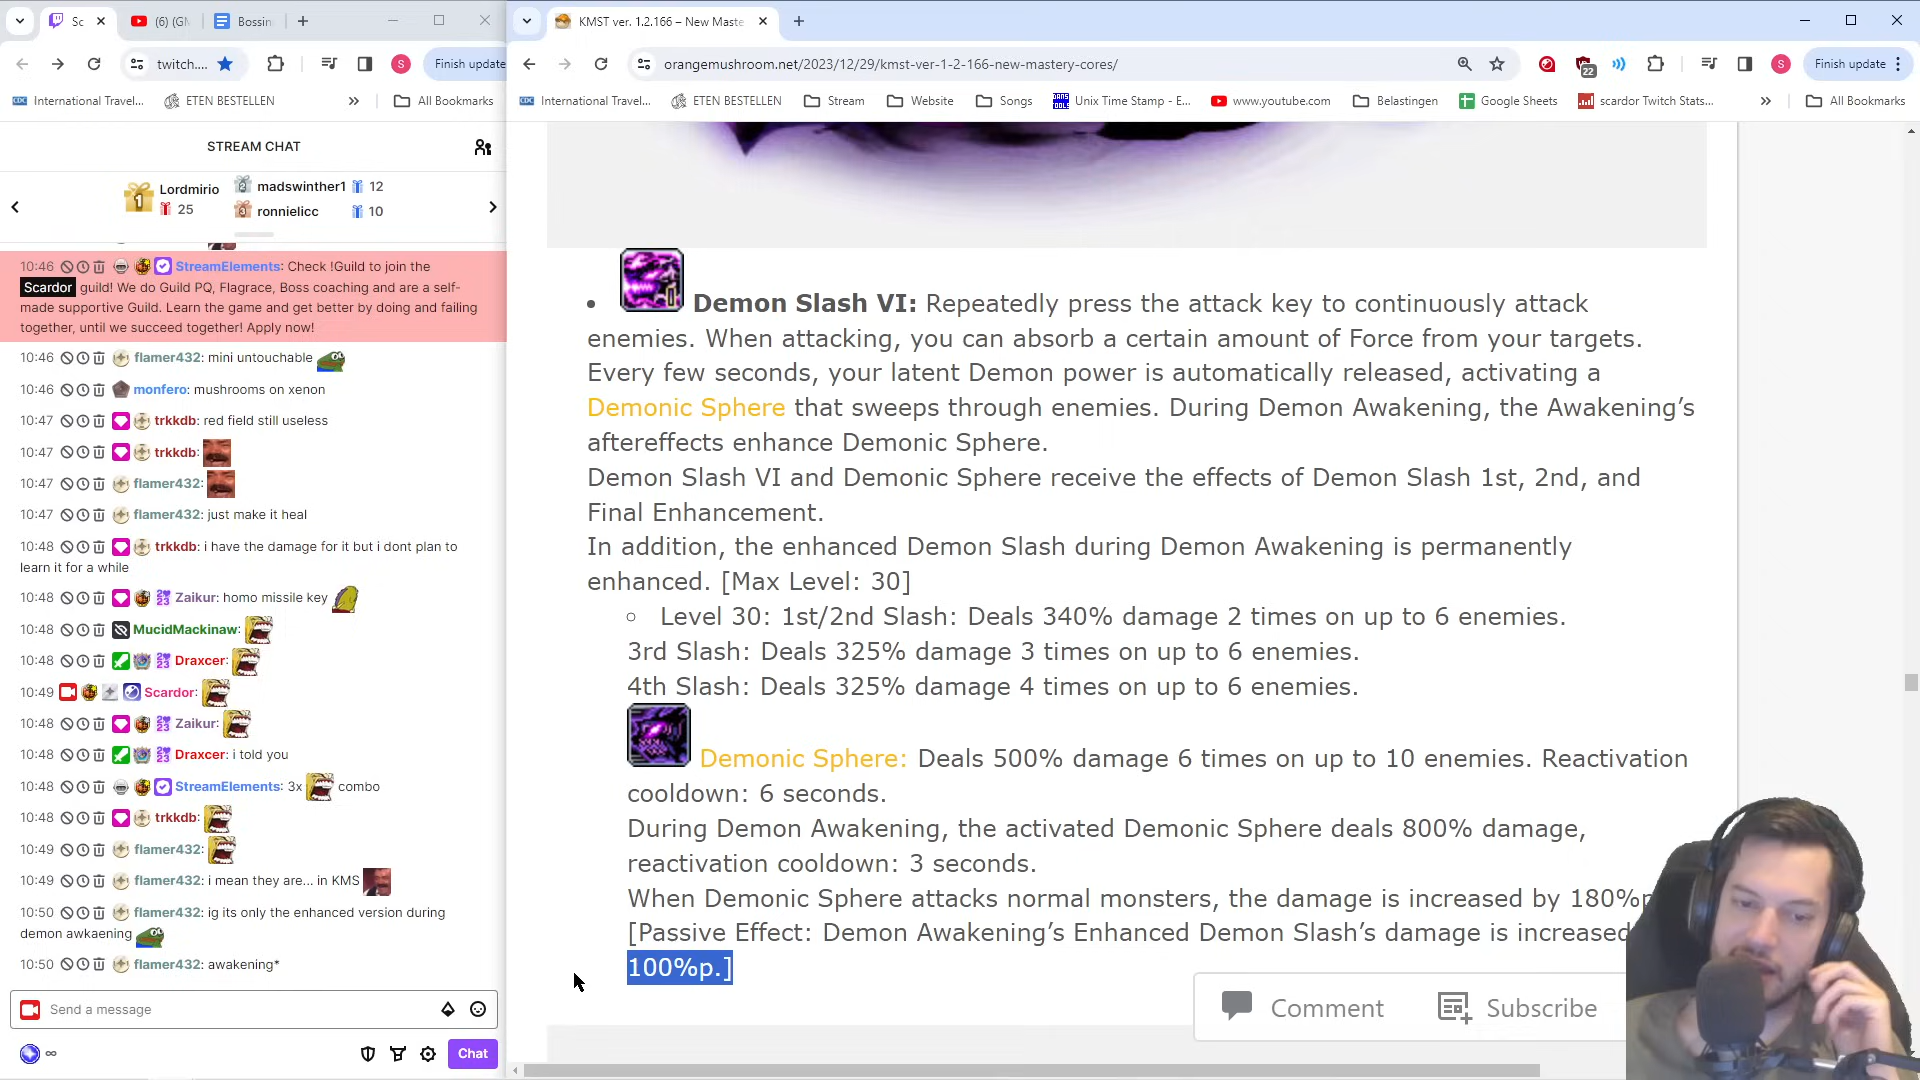 Sc
(6) (GM
Bossin
KMST ver. 1.2.166 – New Maste
twitch....
S
Finish update
orangemushroom.net/2023/12/29/kmst-ver-1-2-166-new-mastery-cores/
22
S
Finish update
International Travel...
ETEN BESTELLEN
»
All Bookmarks
International Travel...
ETEN BESTELLEN
Stream
Website
Songs
Unix Time Stamp - E...
www.youtube.com
Belastingen
Google Sheets
scardor Twitch Stats...
»
All Bookmarks
STREAM CHAT
1
Lordmirio
25
2
madswinther1
12
3
ronnielicc
10
10:46 StreamElements: Check !Guild to join the
Scardor guild! We do Guild PQ, Flagrace, Boss coaching and are a self-
made supportive Guild. Learn the game and get better by doing and failing
together, until we succeed together! Apply now!
10:46 flamer432: mini untouchable
10:46 monfero: mushrooms on xenon
10:47 trkkdb: red field still useless
10:47 trkkdb:
10:47 flamer432:
10:47 flamer432: just make it heal
10:48 trkkdb: i have the damage for it but i dont plan to
learn it for a while
10:48 Zaikur: homo missile key
10:48 MucidMackinaw:
10:48 Draxcer:
10:49 Scardor:
10:48 Zaikur:
10:48 Draxcer: i told you
10:48 StreamElements: 3x combo
10:48 trkkdb:
10:49 flamer432:
10:49 flamer432: i mean they are... in KMS
10:50 flamer432: ig its only the enhanced version during
demon awkaening
10:50 flamer432: awakening*
Send a message
∞
Chat
• Demon Slash VI: Repeatedly press the attack key to continuously attack
enemies. When attacking, you can absorb a certain amount of Force from your targets.
Every few seconds, your latent Demon power is automatically released, activating a
Demonic Sphere that sweeps through enemies. During Demon Awakening, the Awakening’s
aftereffects enhance Demonic Sphere.
Demon Slash VI and Demonic Sphere receive the effects of Demon Slash 1st, 2nd, and
Final Enhancement.
In addition, the enhanced Demon Slash during Demon Awakening is permanently
enhanced. [Max Level: 30]
Level 30: 1st/2nd Slash: Deals 340% damage 2 times on up to 6 enemies.
3rd Slash: Deals 325% damage 3 times on up to 6 enemies.
4th Slash: Deals 325% damage 4 times on up to 6 enemies.
Demonic Sphere: Deals 500% damage 6 times on up to 10 enemies. Reactivation
cooldown: 6 seconds.
During Demon Awakening, the activated Demonic Sphere deals 800% damage,
reactivation cooldown: 3 seconds.
When Demonic Sphere attacks normal monsters, the damage is increased by 180%p
[Passive Effect: Demon Awakening’s Enhanced Demon Slash’s damage is increased
100%p.]
Comment
Subscribe